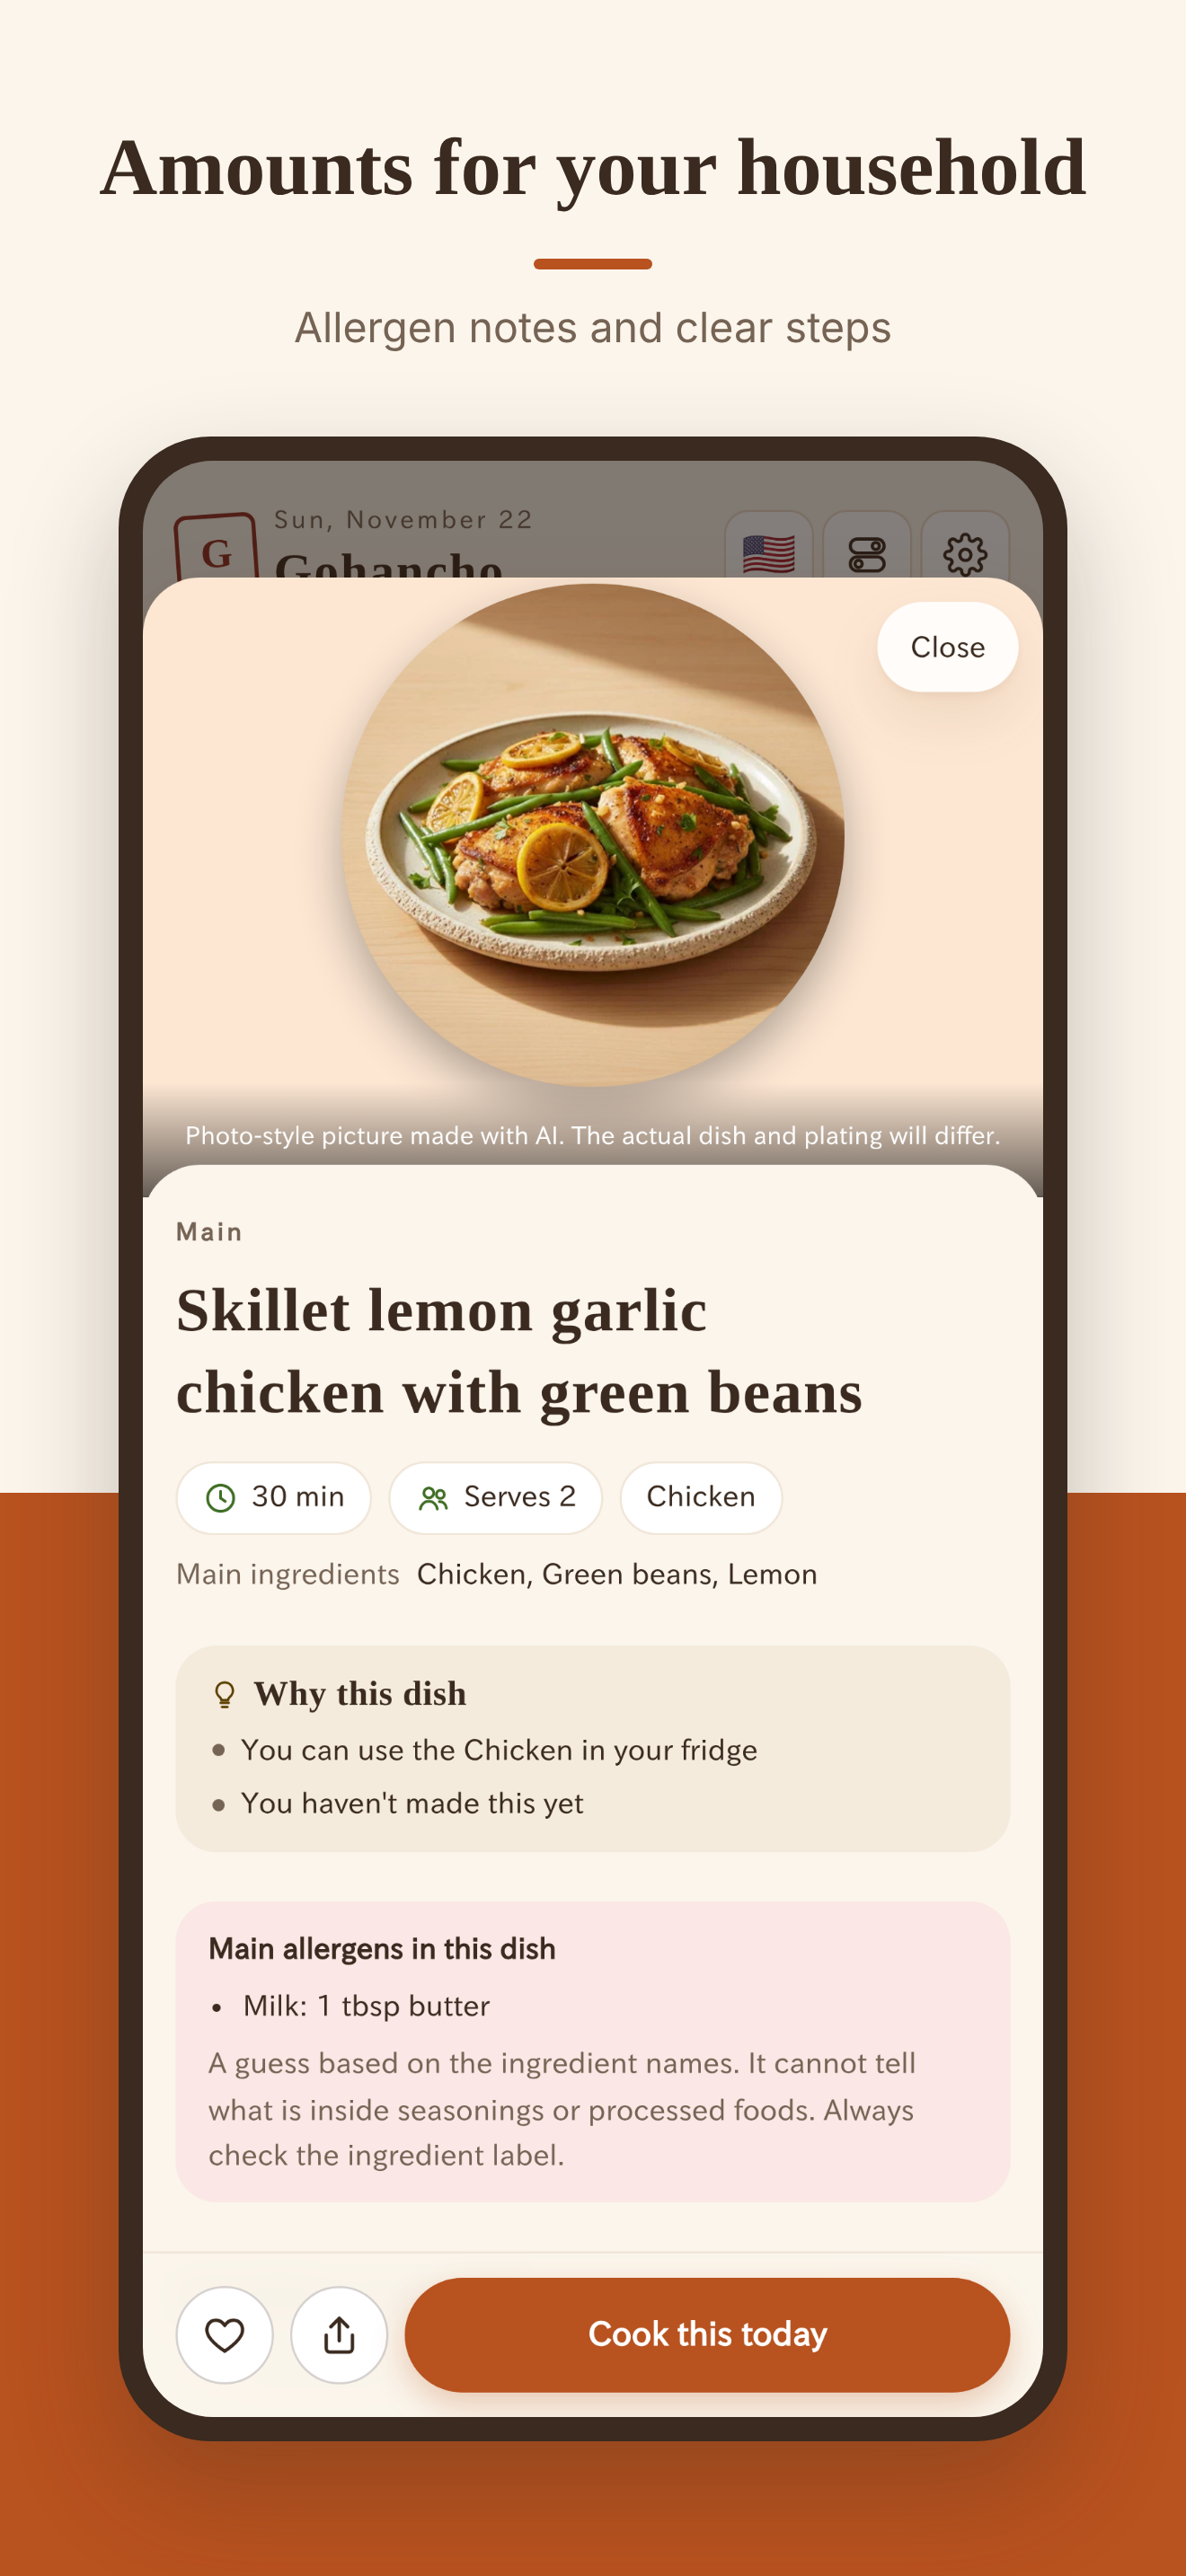 Amounts for your household
Allergen notes and clear steps
Sun, November 22
G
Gohancho
Close
Photo-style picture made with AI. The actual dish and plating will differ.
Main
Skillet lemon garlic
chicken with green beans
30 min
Serves 2
Chicken
Main ingredients Chicken, Green beans, Lemon
Why this dish
You can use the Chicken in your fridge
You haven't made this yet
Main allergens in this dish
• Milk: 1 tbsp butter
A guess based on the ingredient names. It cannot tell
what is inside seasonings or processed foods. Always
check the ingredient label.
Cook this today